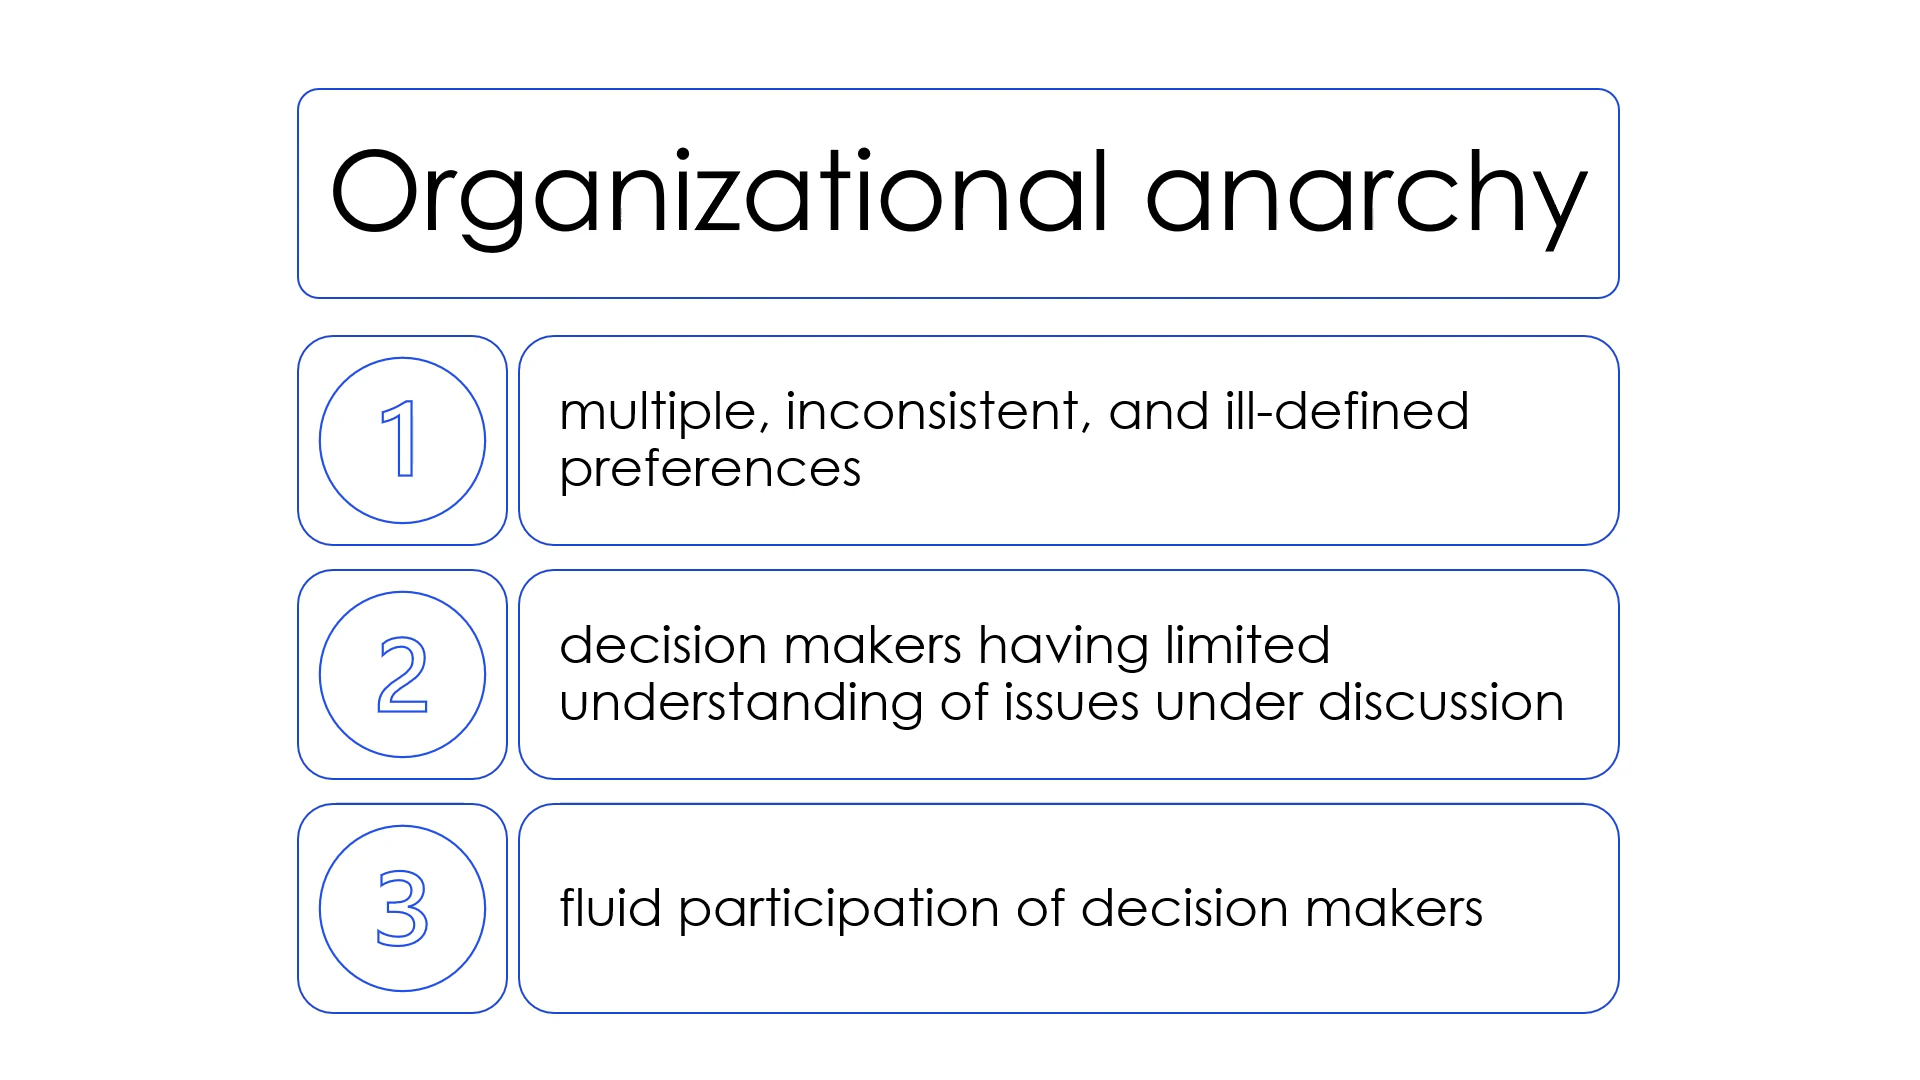 Organizational anarchy
1
multiple, inconsistent, and ill-defined
preferences
2
decision makers having limited
understanding of issues under discussion
3
fluid participation of decision makers